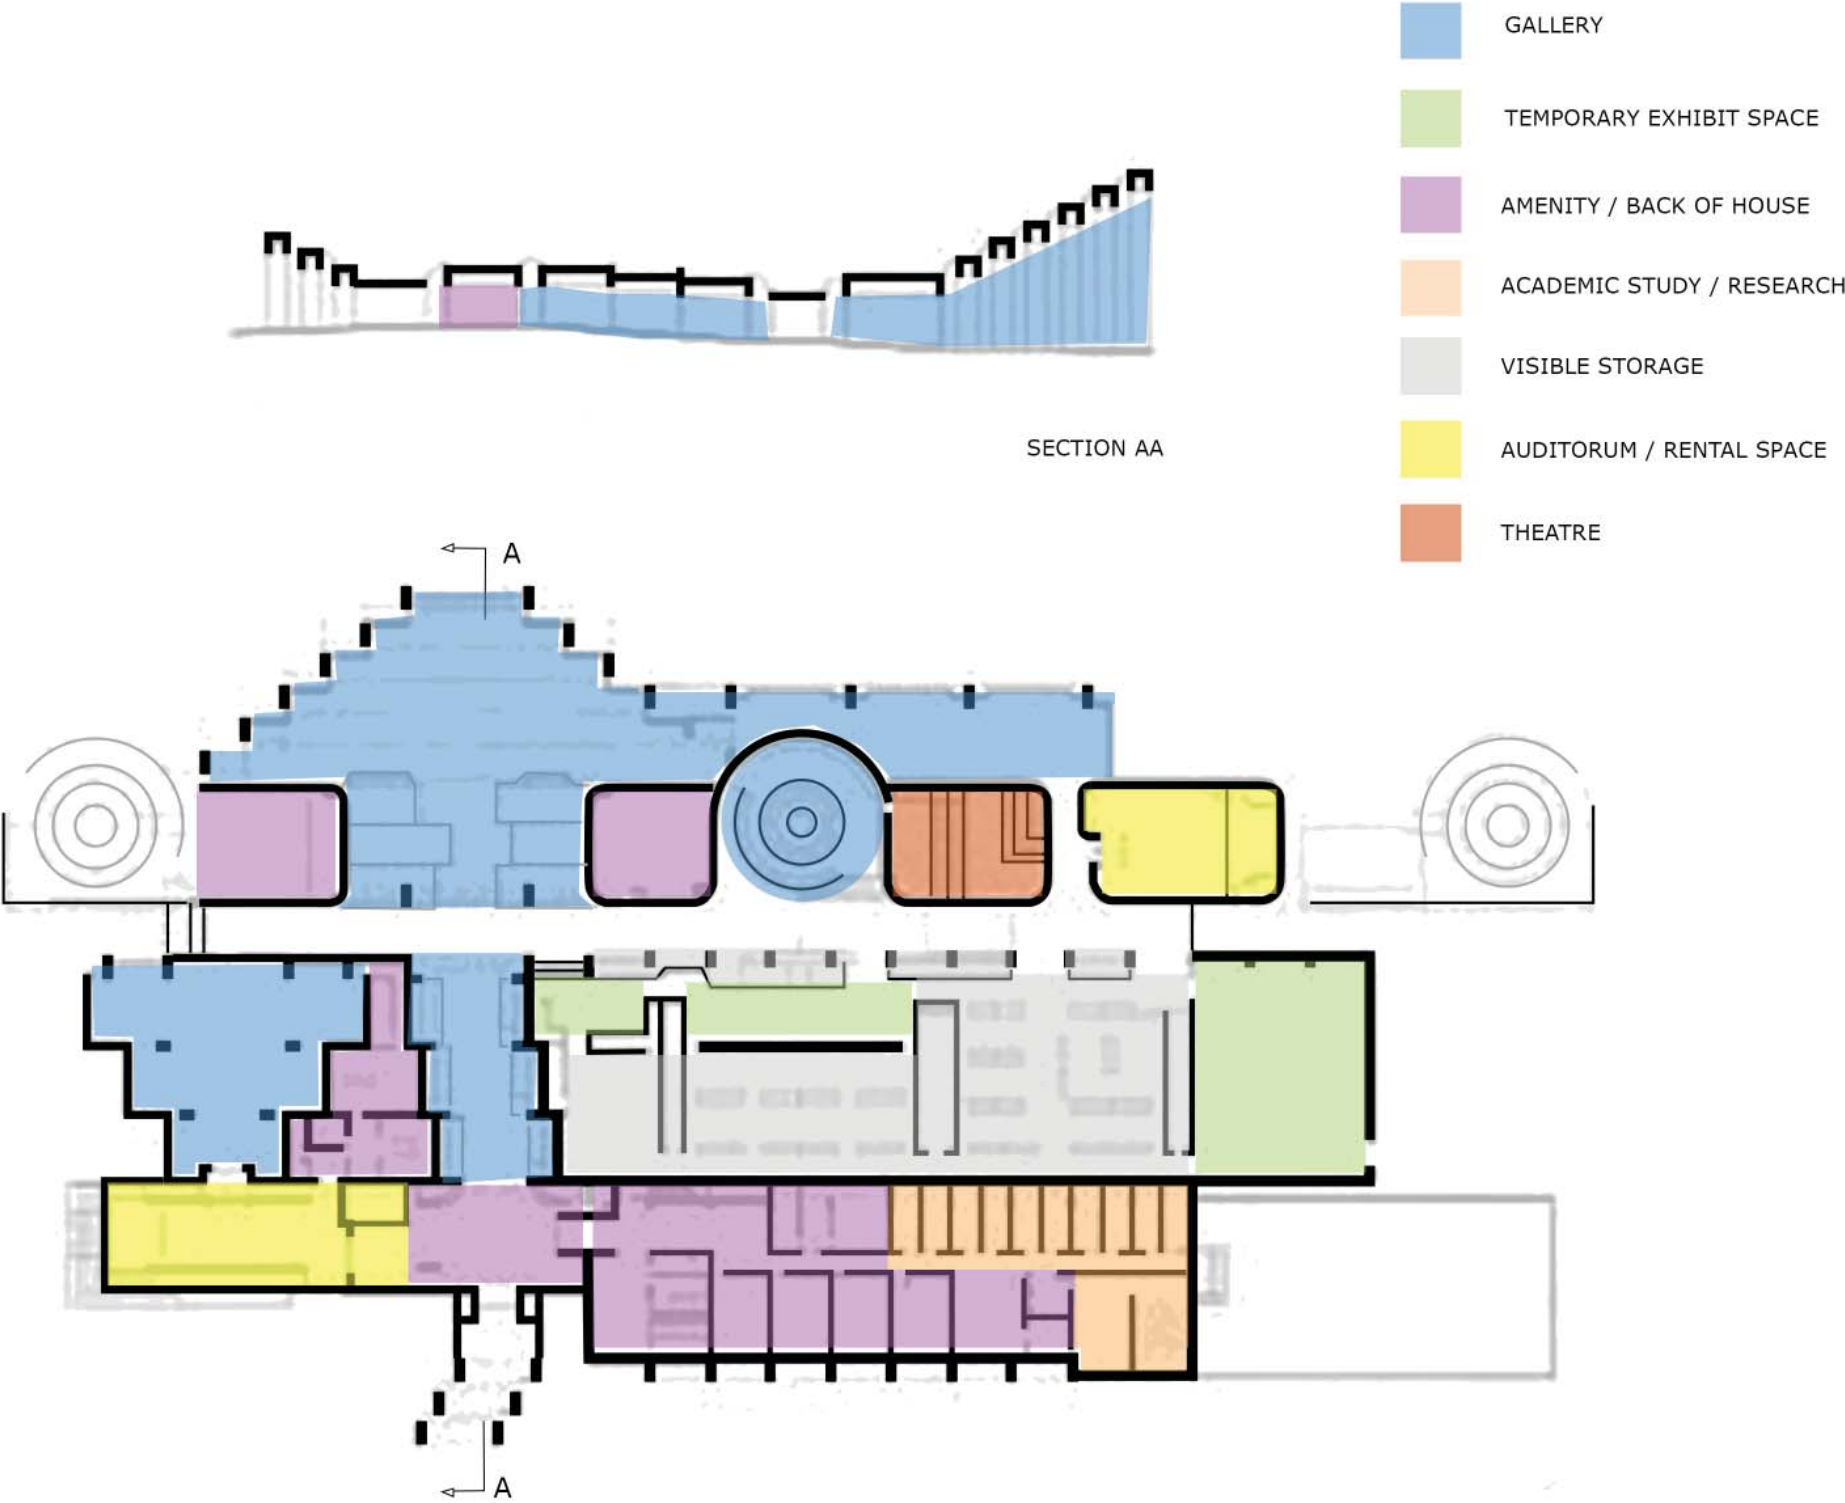 GALLERY
TEMPORARY EXHIBIT SPACE
AMENITY / BACK OF HOUSE
ACADEMIC STUDY / RESEARCH
VISIBLE STORAGE
SECTION AA
AUDITORUM / RENTAL SPACE
THEATRE
A
A